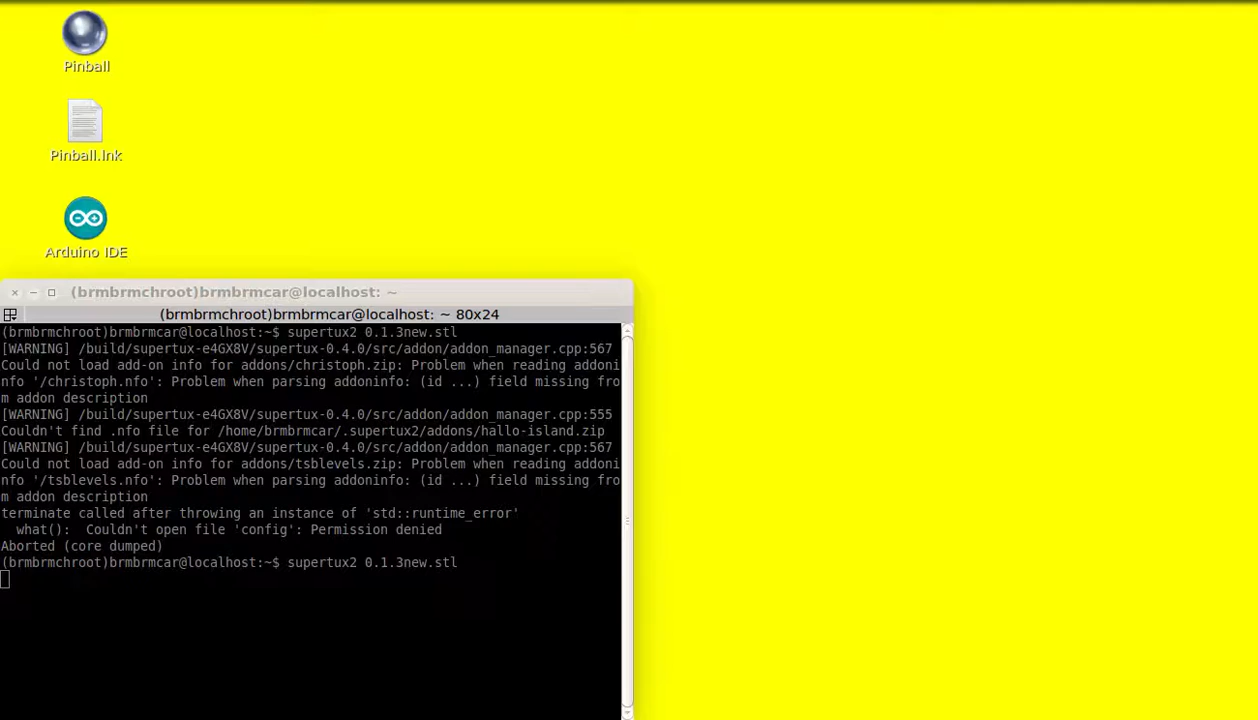 Pinball
Pinball.lnk
Arduino IDE
(brmbrmchroot)brmbrmcar@localhost: ~
(brmbrmchroot)brmbrmcar@localhost: ~ 80x24
(brmbrmchroot)brmbrmcar@localhost:~$ supertux2 0.1.3new.stl
[WARNING] /build/supertux-e4GX8V/supertux-0.4.0/src/addon/addon_manager.cpp:567
Could not load add-on info for addons/christoph.zip: Problem when reading addoni
nfo '/christoph.nfo': Problem when parsing addoninfo: (id ...) field missing fro
m addon description
[WARNING] /build/supertux-e4GX8V/supertux-0.4.0/src/addon/addon_manager.cpp:555
Couldn't find .nfo file for /home/brmbrmcar/.supertux2/addons/hallo-island.zip
[WARNING] /build/supertux-e4GX8V/supertux-0.4.0/src/addon/addon_manager.cpp:567
Could not load add-on info for addons/tsblevels.zip: Problem when reading addoni
nfo '/tsblevels.nfo': Problem when parsing addoninfo: (id ...) field missing fro
m addon description
terminate called after throwing an instance of 'std::runtime_error'
  what():  Couldn't open file 'config': Permission denied
Aborted (core dumped)
(brmbrmchroot)brmbrmcar@localhost:~$ supertux2 0.1.3new.stl